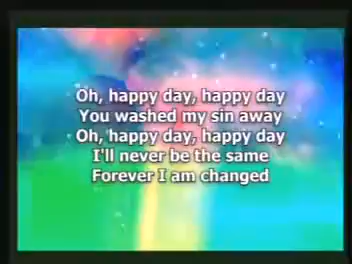 Oh, happy day, happy day
You washed my sin away
Oh, happy day, happy day
I'll never be the same
Forever I am changed